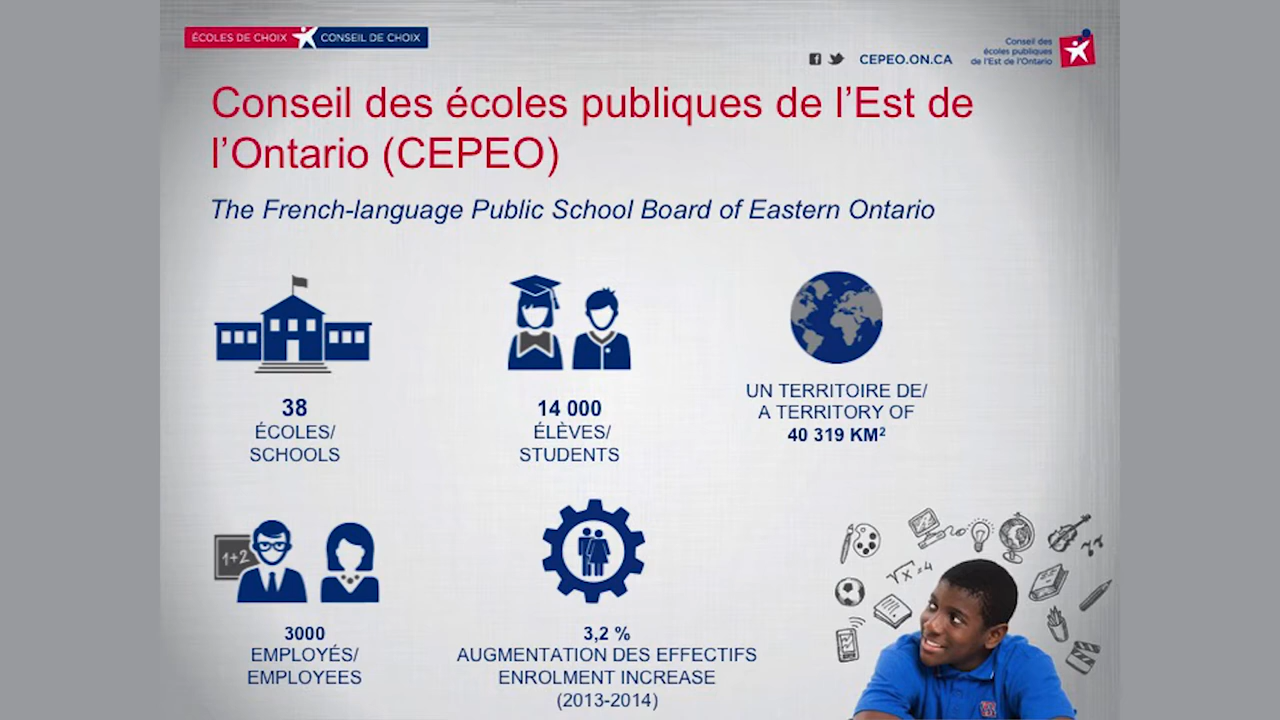 ÉCOLES DE CHOIX CONSEIL DE CHOIX
CEPEO.ON.CA
Conseil des
écoles publiques
de l'Est de l'Ontario
Conseil des écoles publiques de l’Est de
l’Ontario (CEPEO)
The French-language Public School Board of Eastern Ontario
38
ÉCOLES/
SCHOOLS
14 000
ÉLÈVES/
STUDENTS
UN TERRITOIRE DE/
A TERRITORY OF
40 319 KM²
1+2
3000
EMPLOYÉS/
EMPLOYEES
3,2 %
AUGMENTATION DES EFFECTIFS
ENROLMENT INCREASE
(2013-2014)
√x =4